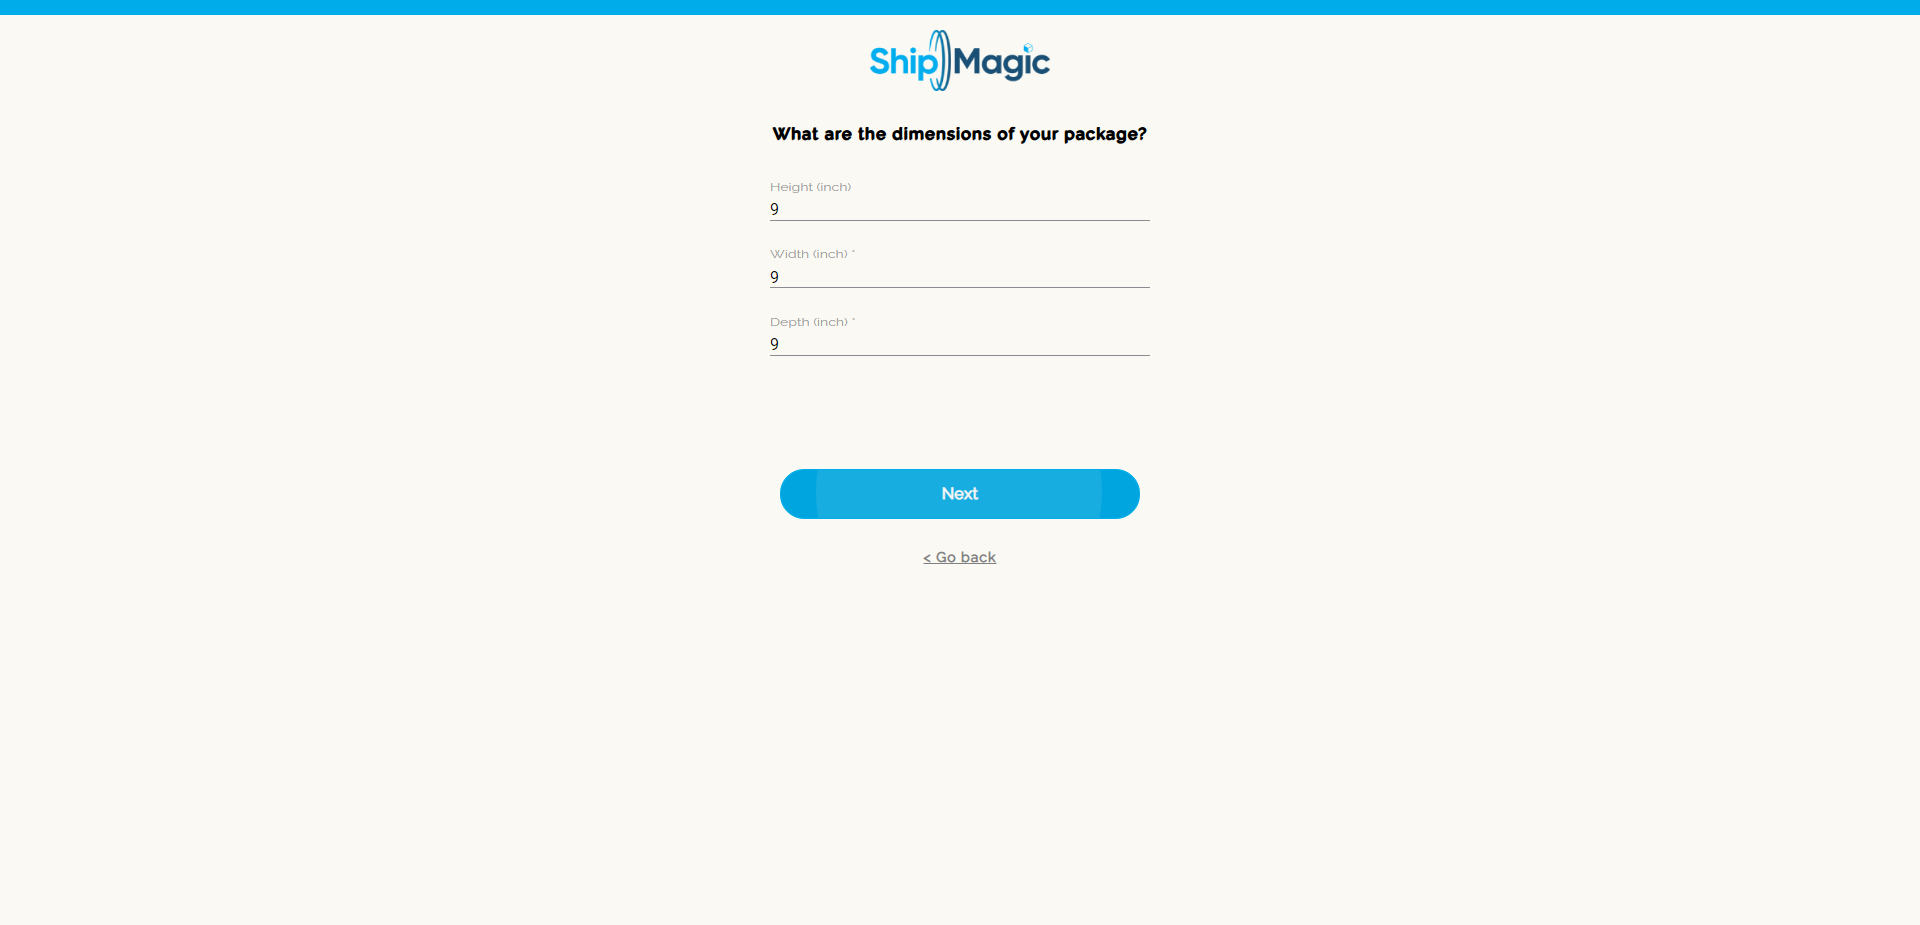 ShipMagic
What are the dimensions of your package?
Height (inch)
9
Width (inch) *
9
Depth (inch) *
9
Next
< Go back